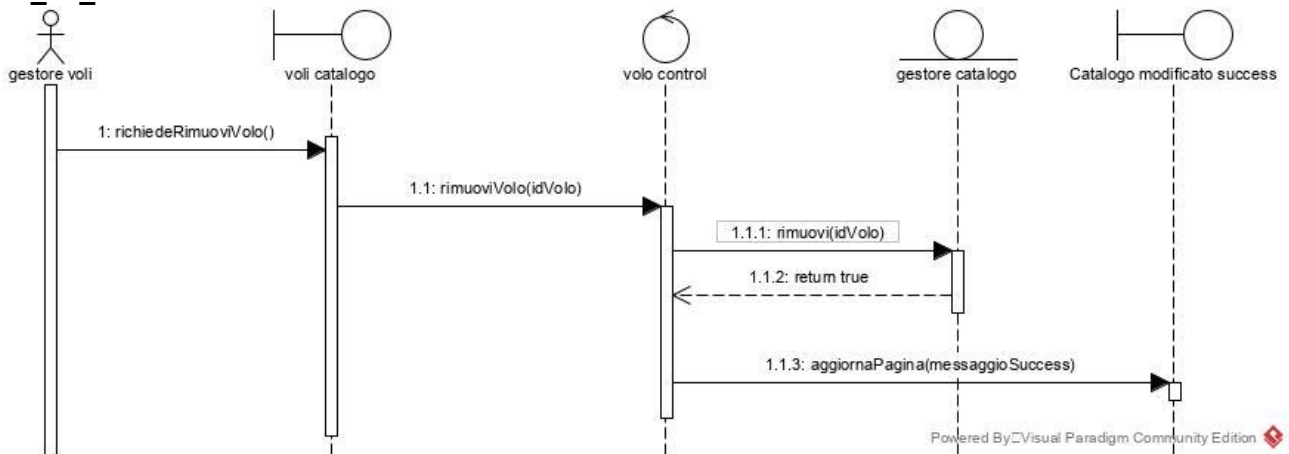 gestore voli
voli catalogo
volo control
gestore catalogo
Catalogo modificato success
1: richiedeRimuoviVolo()
1.1: rimuoviVolo(idVolo)
1.1.1: rimuovi(idVolo)
1.1.2: return true
1.1.3: aggiornaPagina(messaggioSuccess)
Powered By Visual Paradigm Community Edition